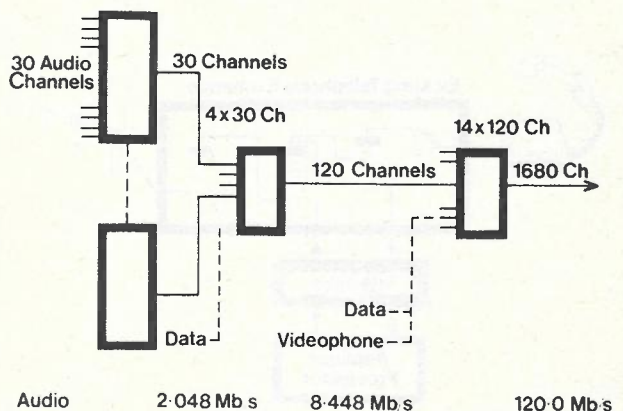 30 Audio
Channels
30 Channels
4×30 Ch
14×120 Ch
120 Channels
1680 Ch
Data
Data
Videophone
Audio 2·048 Mb s 8·448 Mb s 120·0 Mb s